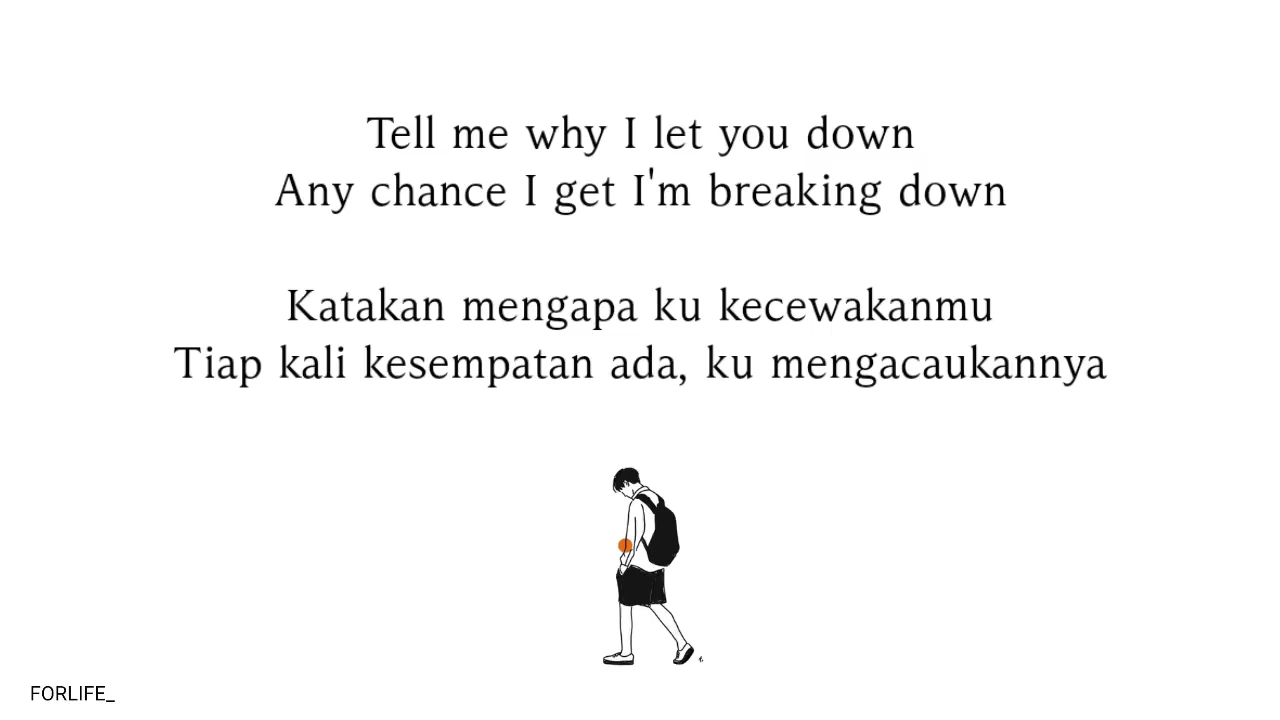 Tell me why I let you down
Any chance I get I'm breaking down
Katakan mengapa ku kecewakanmu
Tiap kali kesempatan ada, ku mengacaukannya
FORLIFE_